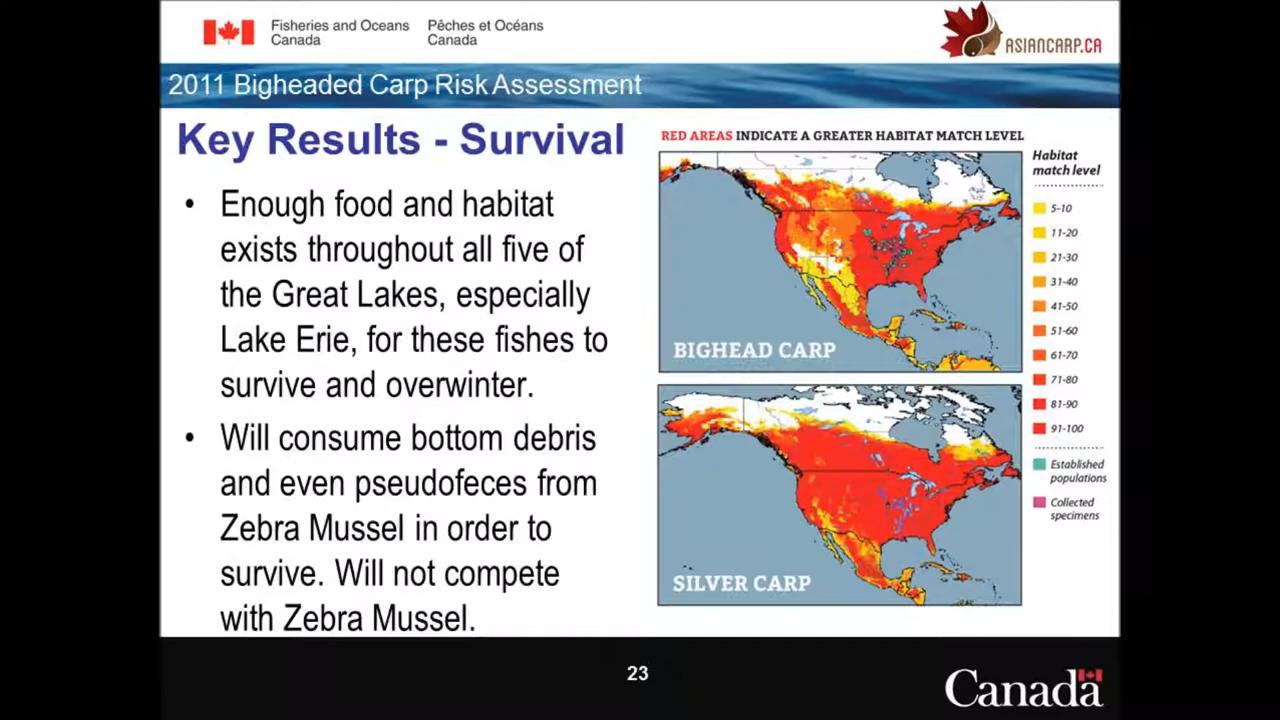 Fisheries and Oceans
Canada
Pêches et Océans
Canada
ASIANCARP.CA
2011 Bigheaded Carp Risk Assessment
Key Results - Survival
• Enough food and habitat
exists throughout all five of
the Great Lakes, especially
Lake Erie, for these fishes to
survive and overwinter.
• Will consume bottom debris
and even pseudofeces from
Zebra Mussel in order to
survive. Will not compete
with Zebra Mussel.
RED AREAS INDICATE A GREATER HABITAT MATCH LEVEL
BIGHEAD CARP
SILVER CARP
Habitat
match level
5-10
11-20
21-30
31-40
41-50
51-60
61-70
71-80
81-90
91-100
Established
populations
Collected
specimens
23
Canada